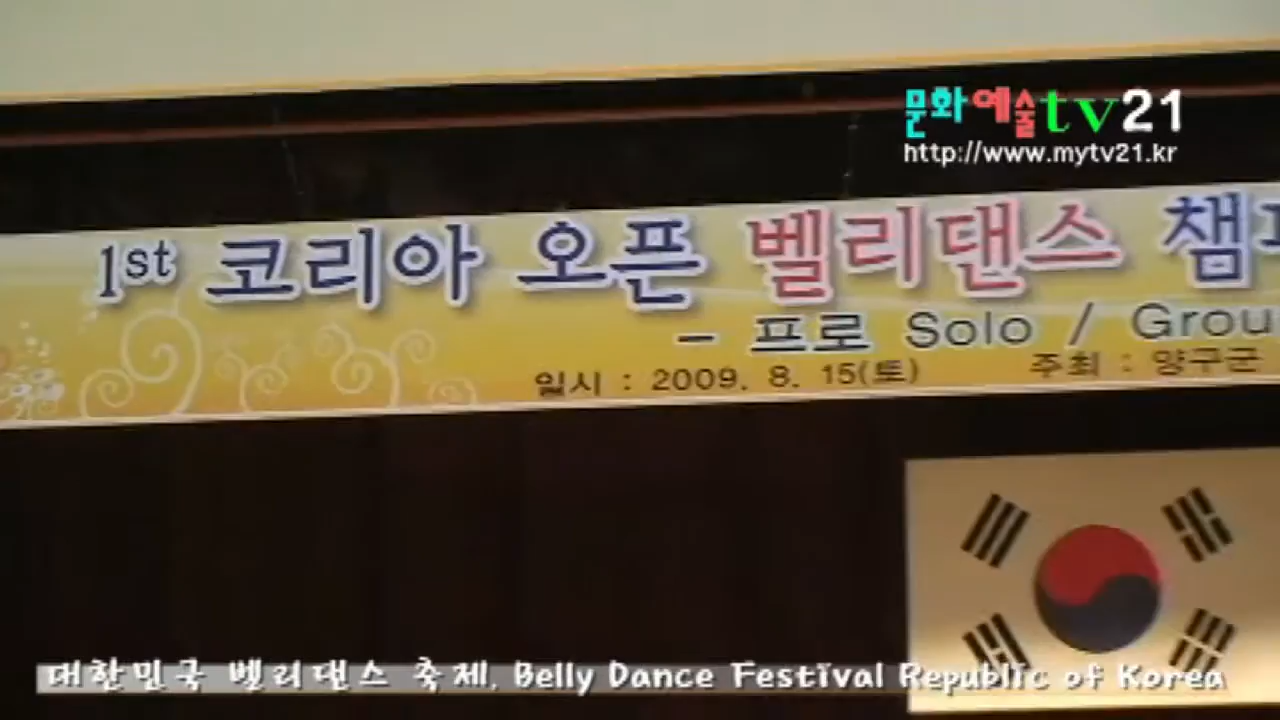 문화예술tv21
http://www.mytv21.kr
1st 코리아 오픈 벨리댄스
- 프로 Solo /
일시 : 2009. 8. 15(토) 주최 : 양구군
대한민국 벨리댄스 축제. Belly Dance Festival Republic of Korea